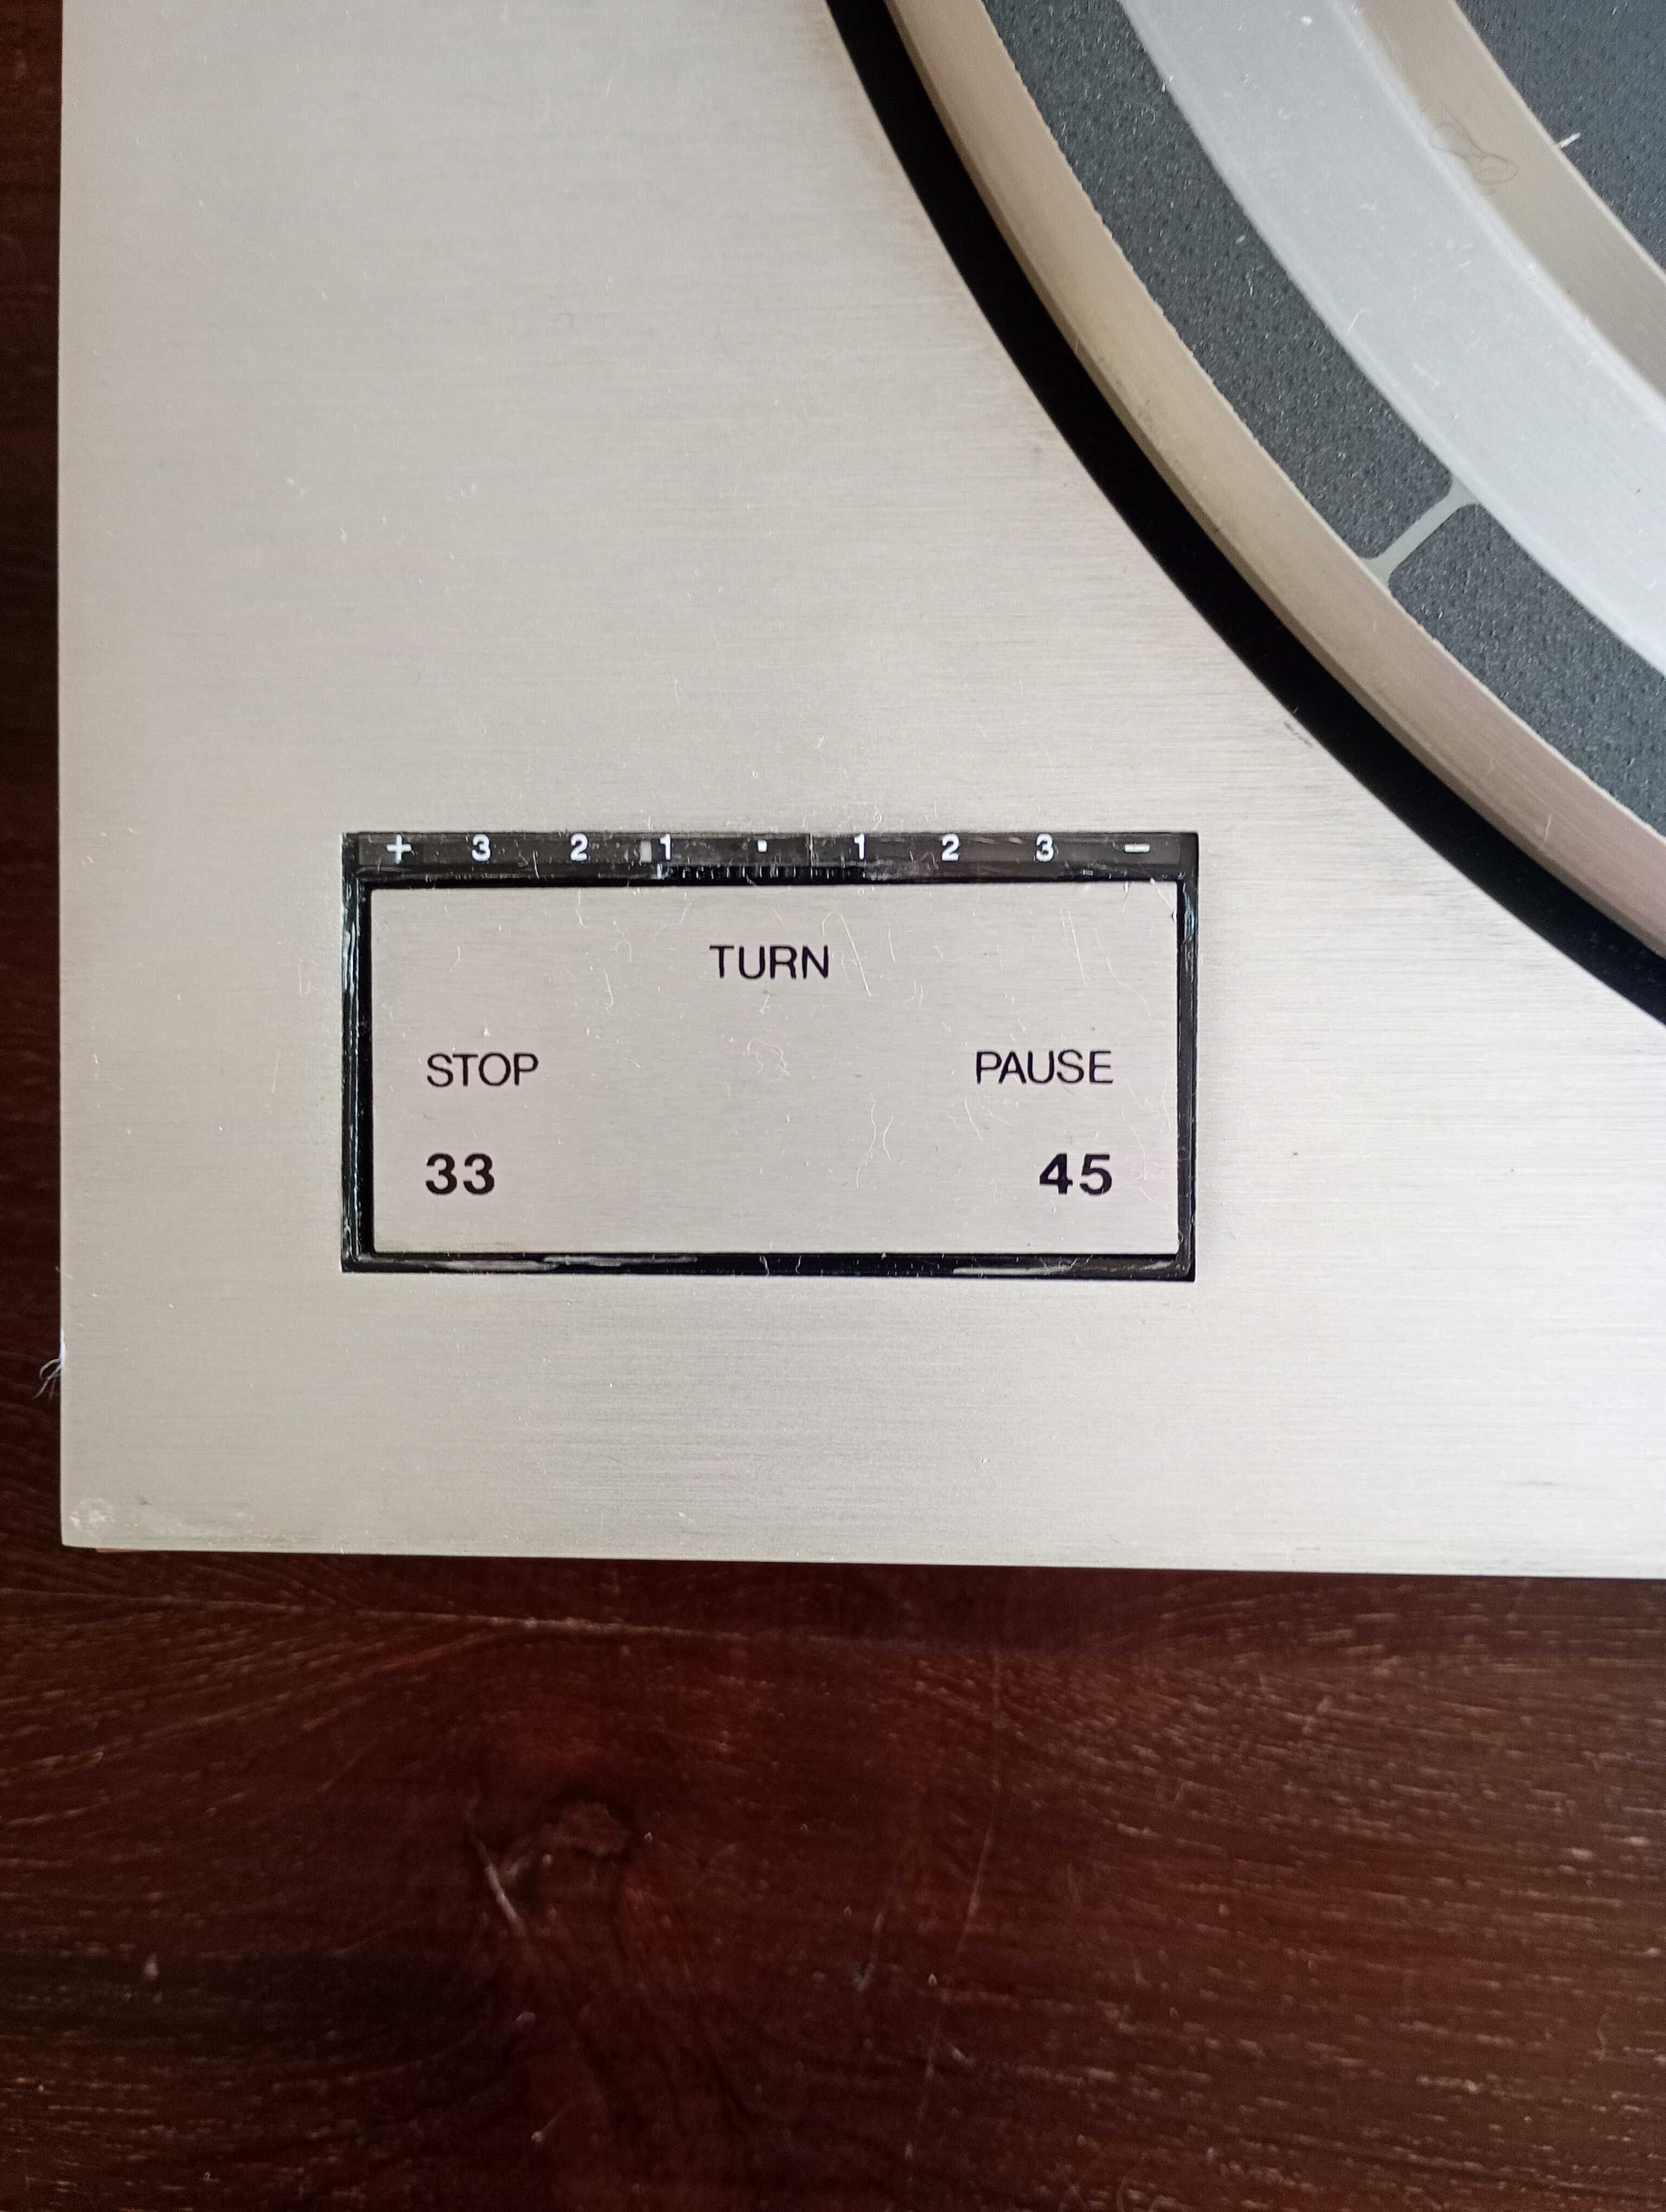 + 3 2 1 · 1 2 3 −
TURN
STOP PAUSE
33 45